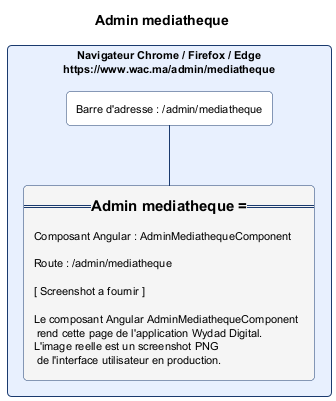 Admin mediatheque
Navigateur Chrome / Firefox / Edge
https://www.wac.ma/admin/mediatheque
Barre d'adresse : /admin/mediatheque
Admin mediatheque =
Composant Angular : AdminMediathequeComponent
Route : /admin/mediatheque
[ Screenshot a fournir ]
Le composant Angular AdminMediathequeComponent
rend cette page de l'application Wydad Digital.
L'image reelle est un screenshot PNG
de l'interface utilisateur en production.